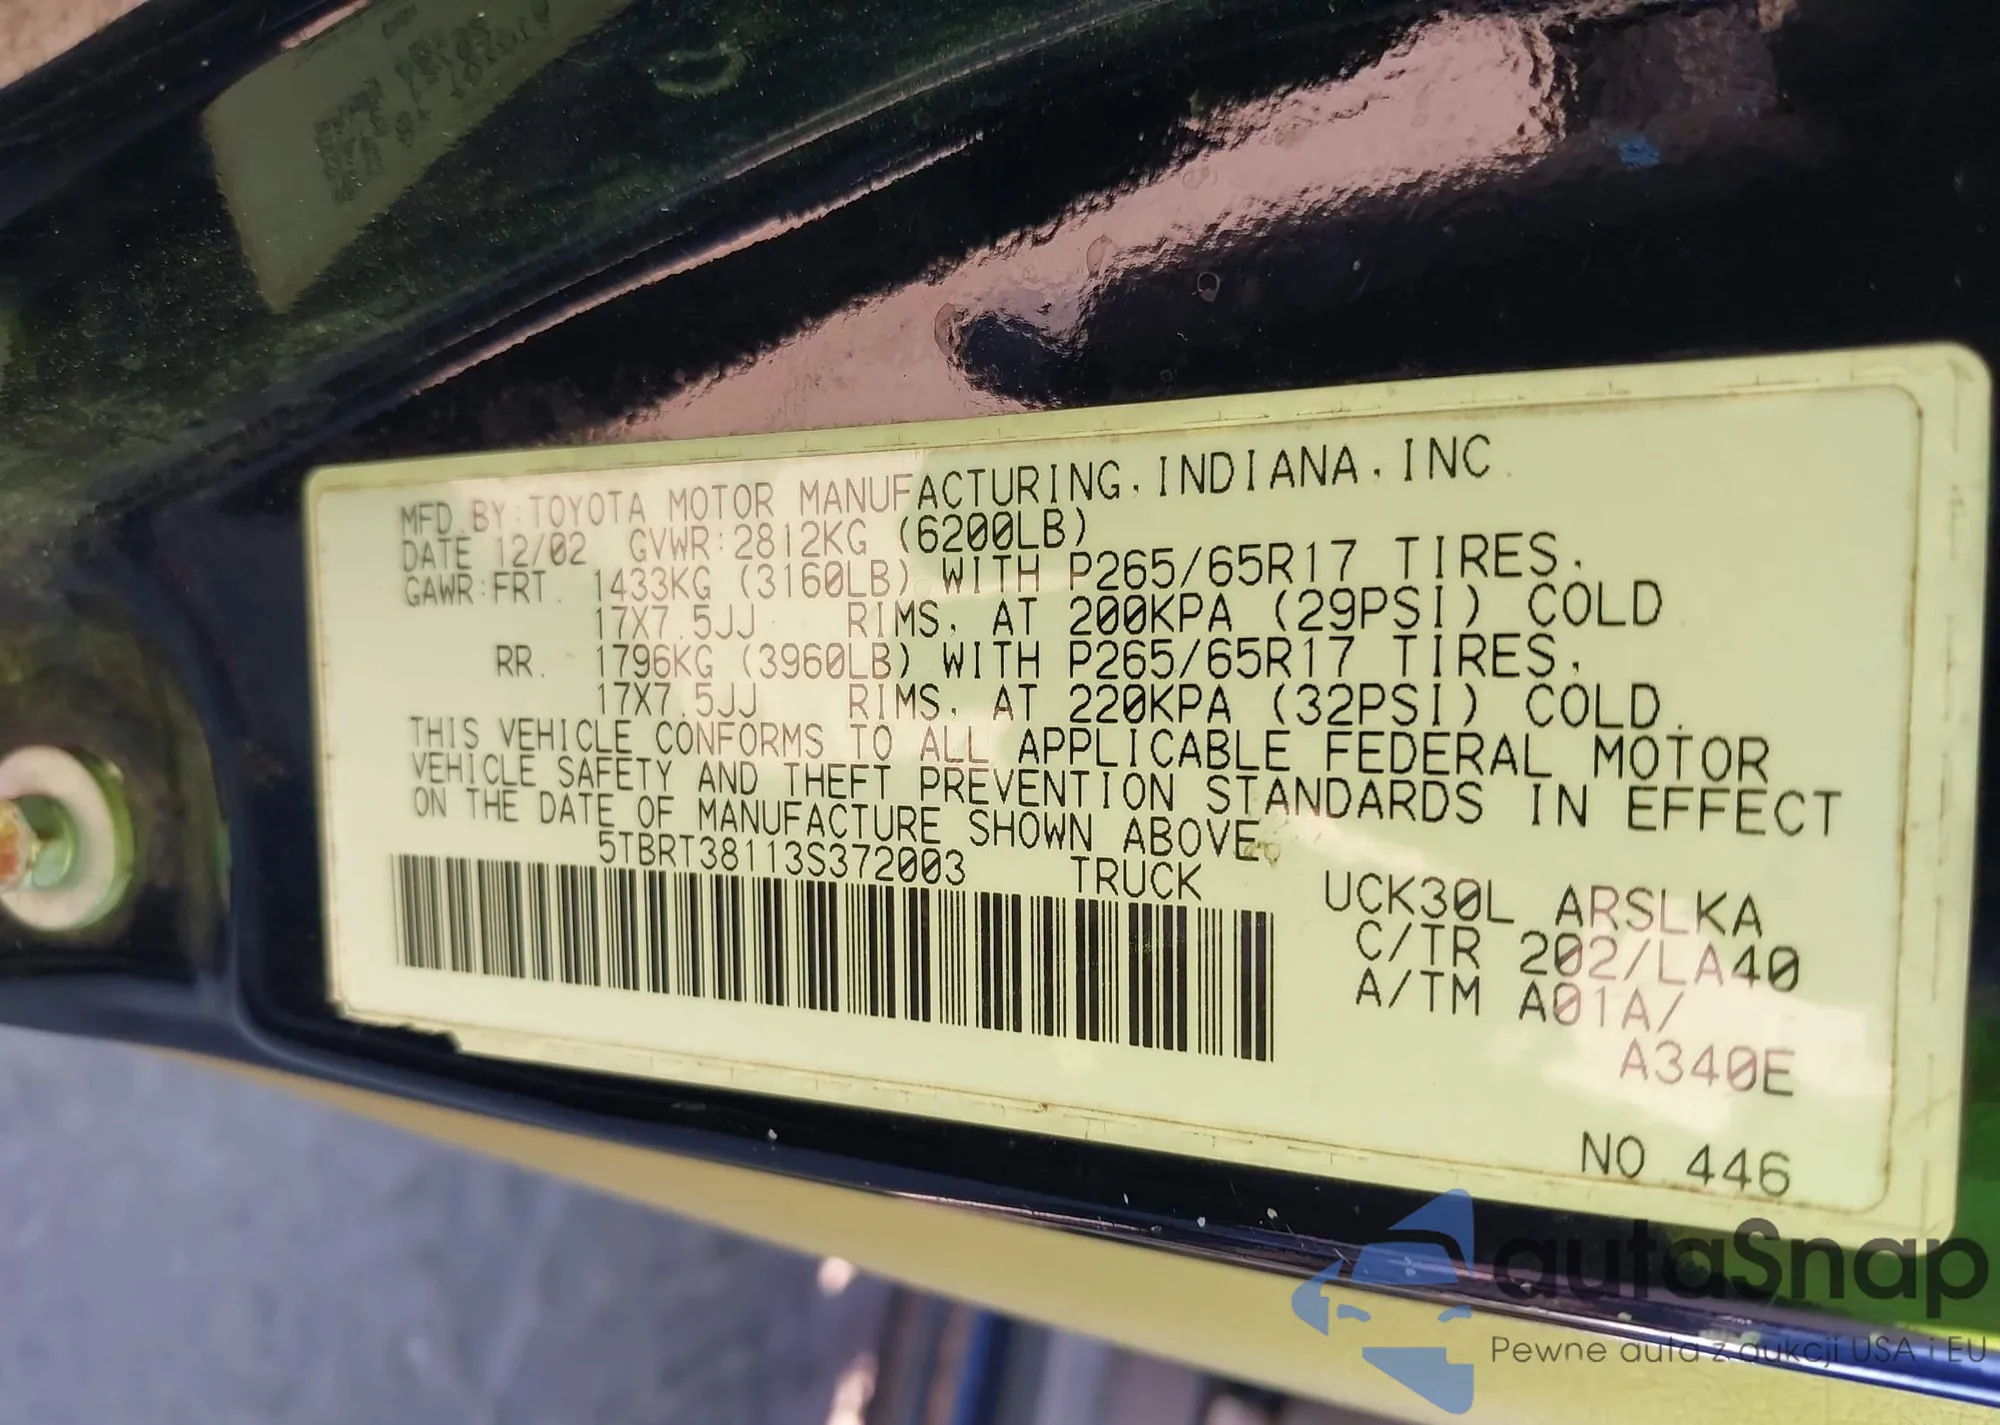 MFD. BY: TOYOTA MOTOR MANUFACTURING, INDIANA, INC.
DATE 12/02 GVWR: 2812KG (6200LB)
GAWR: FRT. 1433KG (3160LB) WITH P265/65R17 TIRES,
17X7.5JJ RIMS, AT 200KPA (29PSI) COLD
RR. 1796KG (3960LB) WITH P265/65R17 TIRES,
17X7.5JJ RIMS, AT 220KPA (32PSI) COLD.
THIS VEHICLE CONFORMS TO ALL APPLICABLE FEDERAL MOTOR
VEHICLE SAFETY AND THEFT PREVENTION STANDARDS IN EFFECT
ON THE DATE OF MANUFACTURE SHOWN ABOVE.
5TBRT38113S372003 TRUCK
UCK30L ARSLKA
C/TR 202/LA40
A/TM A01A/
A340E
NO 446
autaSnap
Pewne auta z aukcji USA i EU